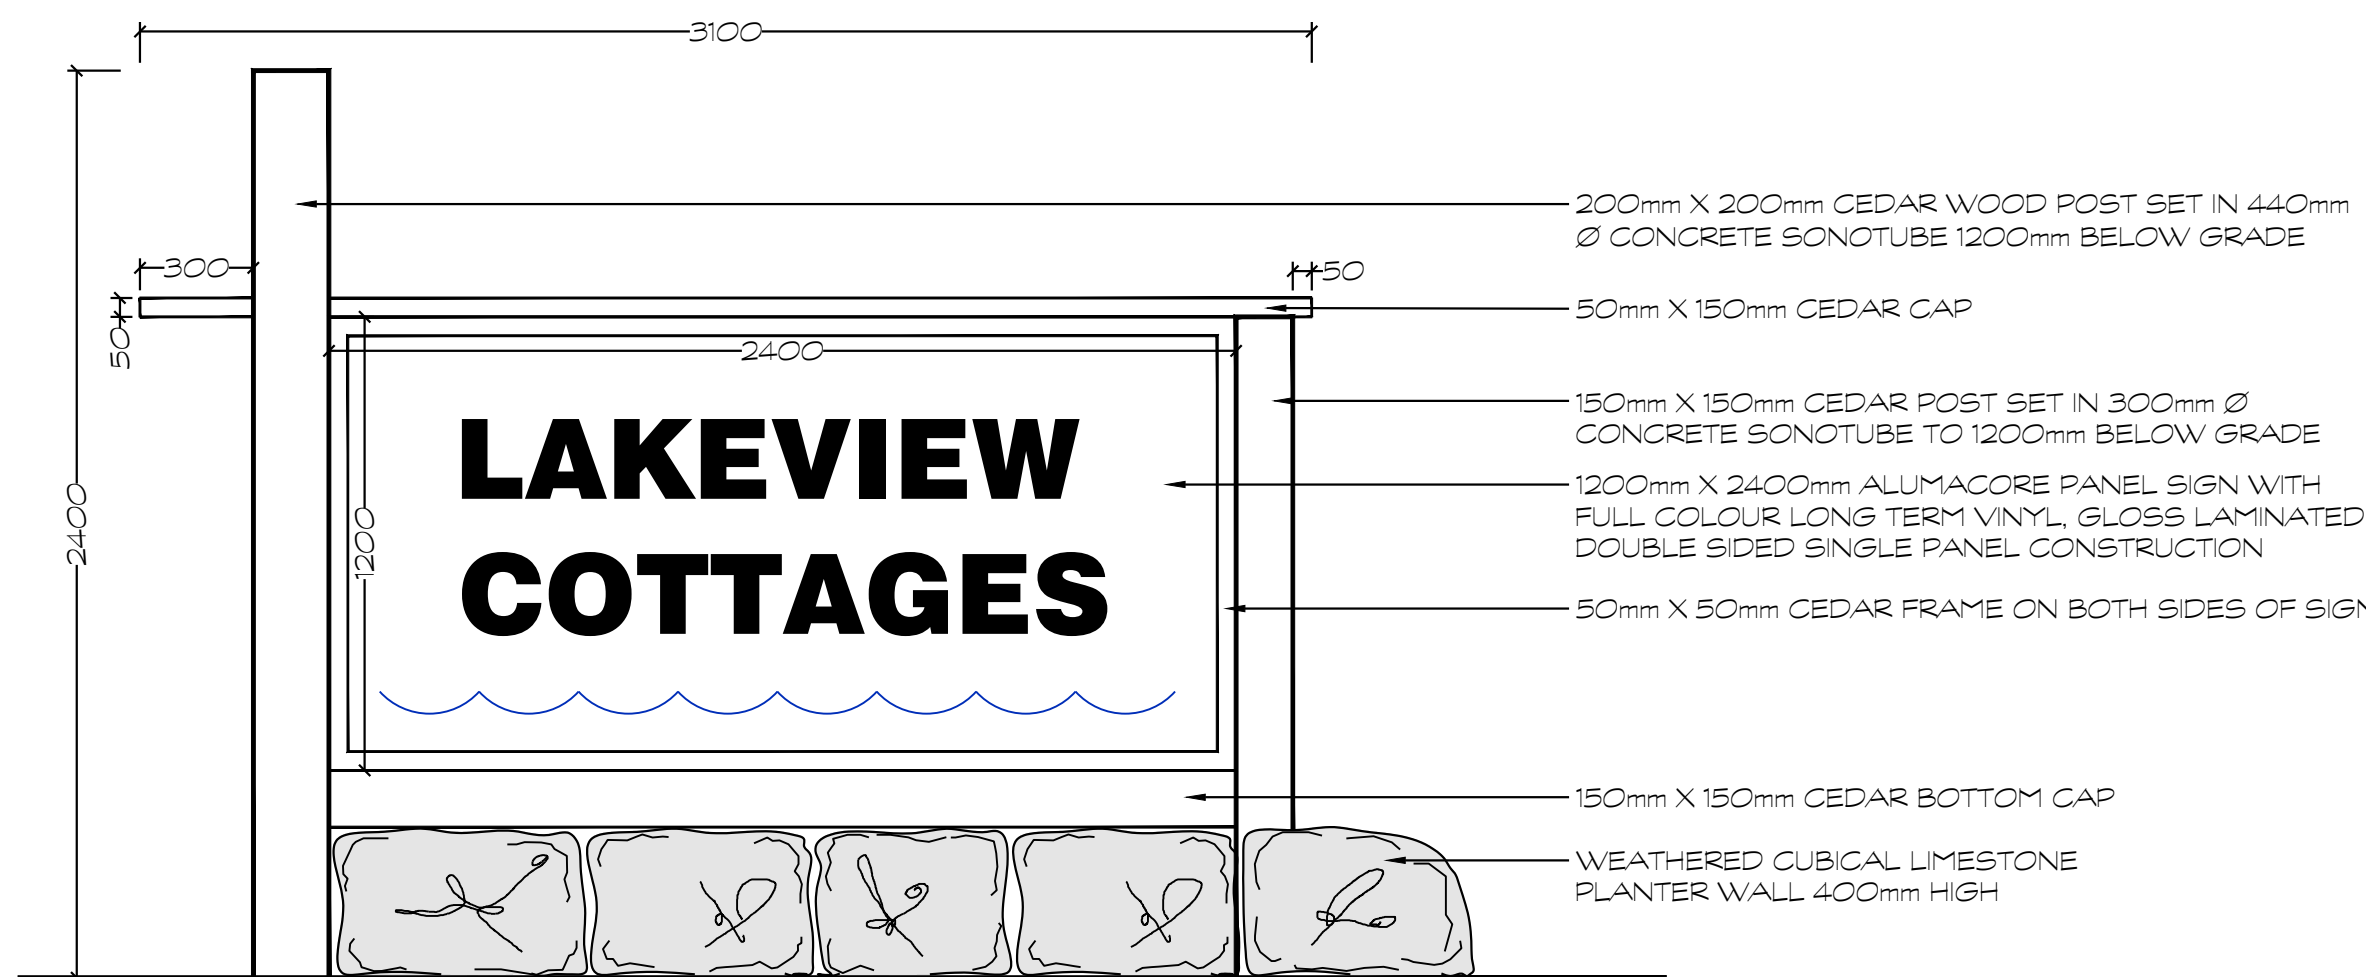 3100
200mm X 200mm CEDAR WOOD POST SET IN 440mm
Ø CONCRETE SONOTUBE 1200mm BELOW GRADE
300
50
50mm X 150mm CEDAR CAP
50
2400
150mm X 150mm CEDAR POST SET IN 300mm Ø
CONCRETE SONOTUBE TO 1200mm BELOW GRADE
LAKEVIEW
COTTAGES
2400
1200
1200mm X 2400mm ALUMACORE PANEL SIGN WITH
FULL COLOUR LONG TERM VINYL, GLOSS LAMINATED
DOUBLE SIDED SINGLE PANEL CONSTRUCTION
50mm X 50mm CEDAR FRAME ON BOTH SIDES OF SIGN
150mm X 150mm CEDAR BOTTOM CAP
WEATHERED CUBICAL LIMESTONE
PLANTER WALL 400mm HIGH